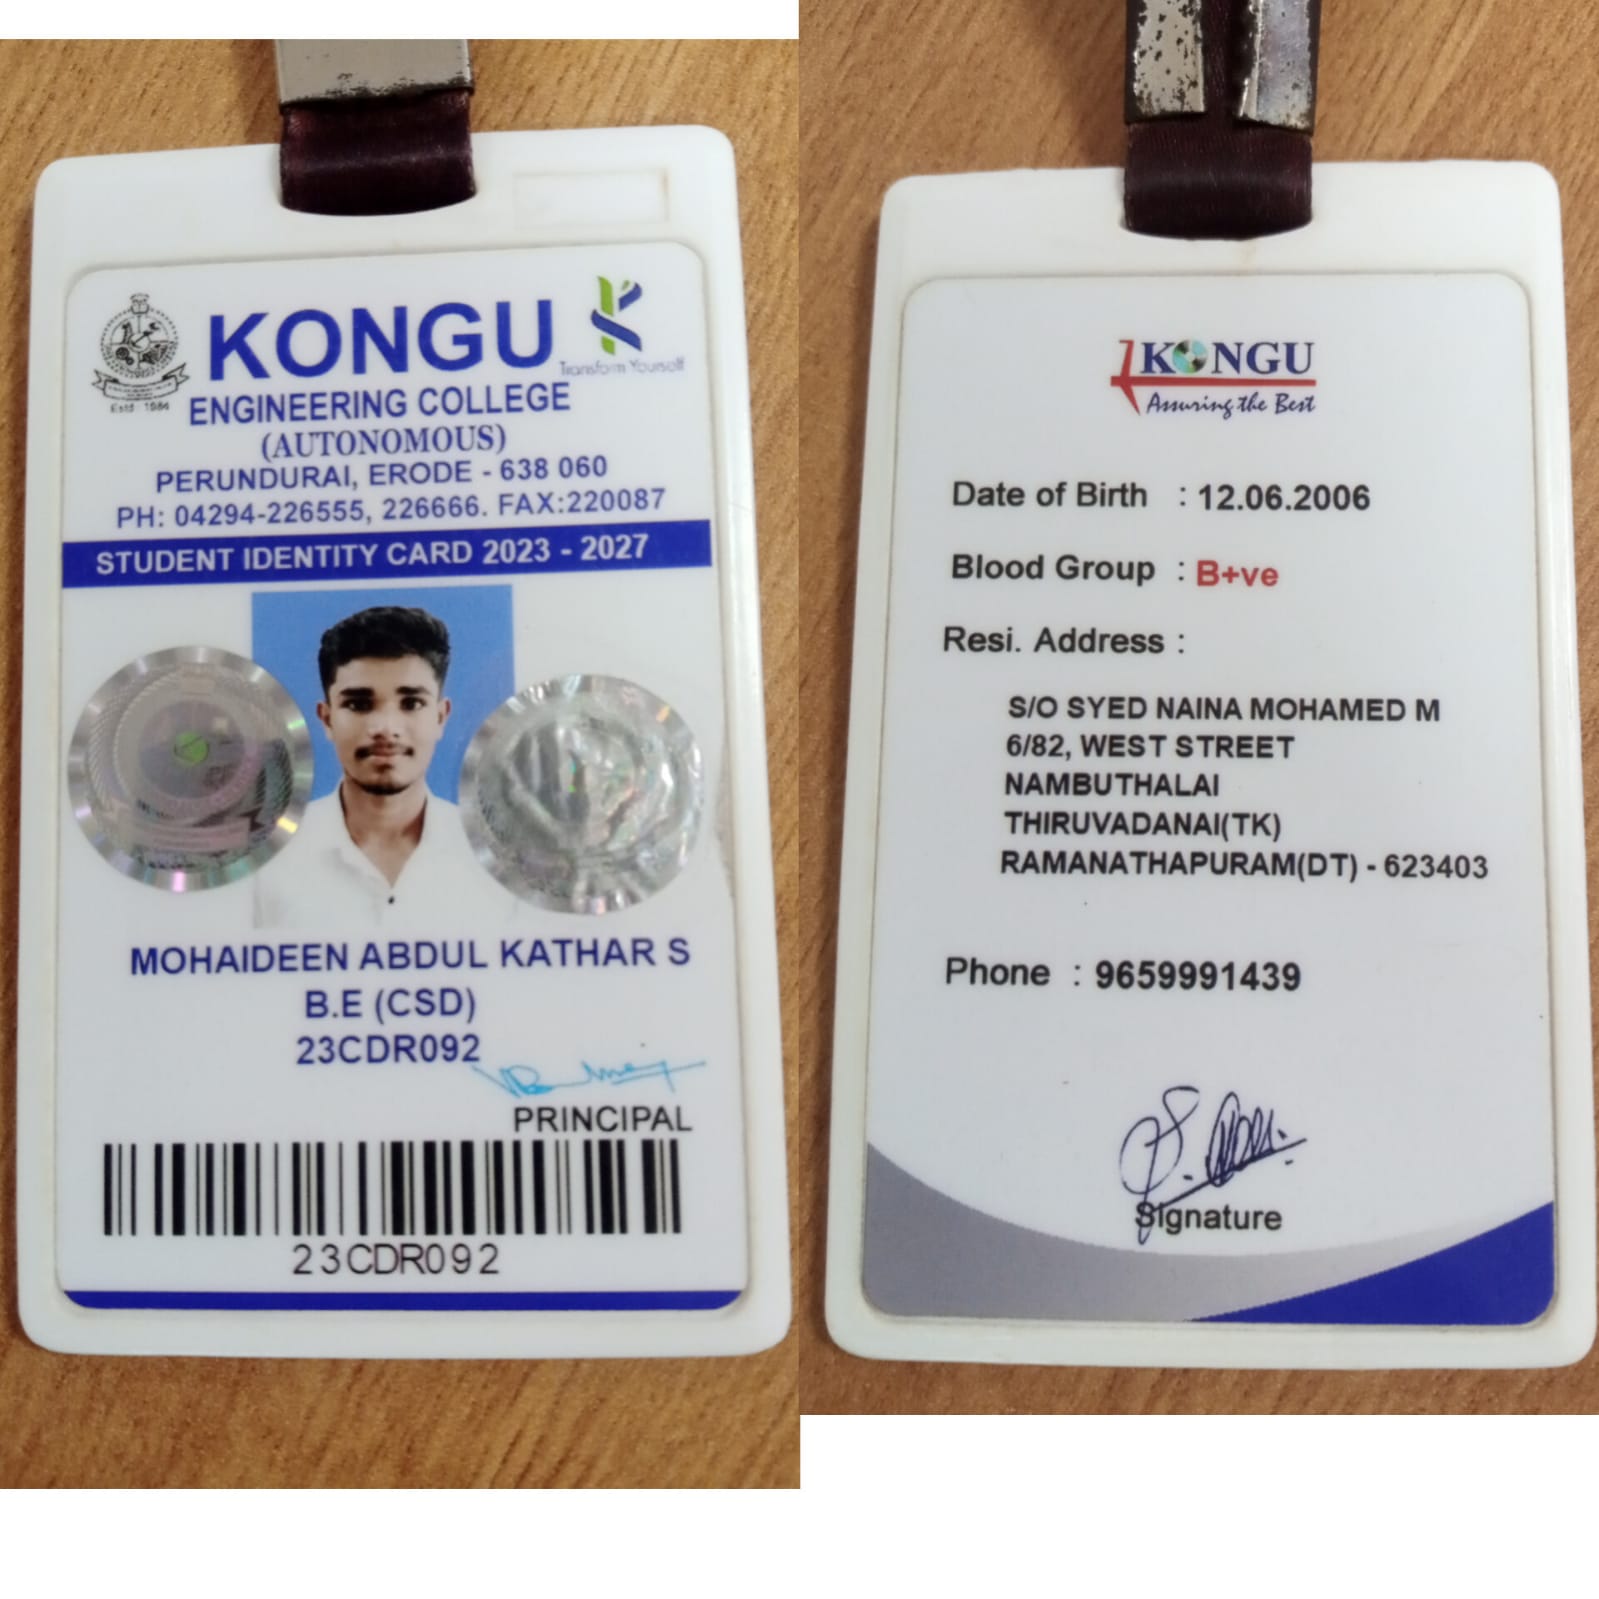 KONGU
Transform Yourself
Estd : 1984
ENGINEERING COLLEGE
(AUTONOMOUS)
PERUNDURAI, ERODE - 638 060
PH: 04294-226555, 226666. FAX:220087
STUDENT IDENTITY CARD 2023 - 2027
MOHAIDEEN ABDUL KATHAR S
B.E (CSD)
23CDR092
PRINCIPAL
23CDR092
KONGU
Assuring the Best
Date of Birth : 12.06.2006
Blood Group : B+ve
Resi. Address :
S/O SYED NAINA MOHAMED M
6/82, WEST STREET
NAMBUTHALAI
THIRUVADANAI(TK)
RAMANATHAPURAM(DT) - 623403
Phone : 9659991439
Signature